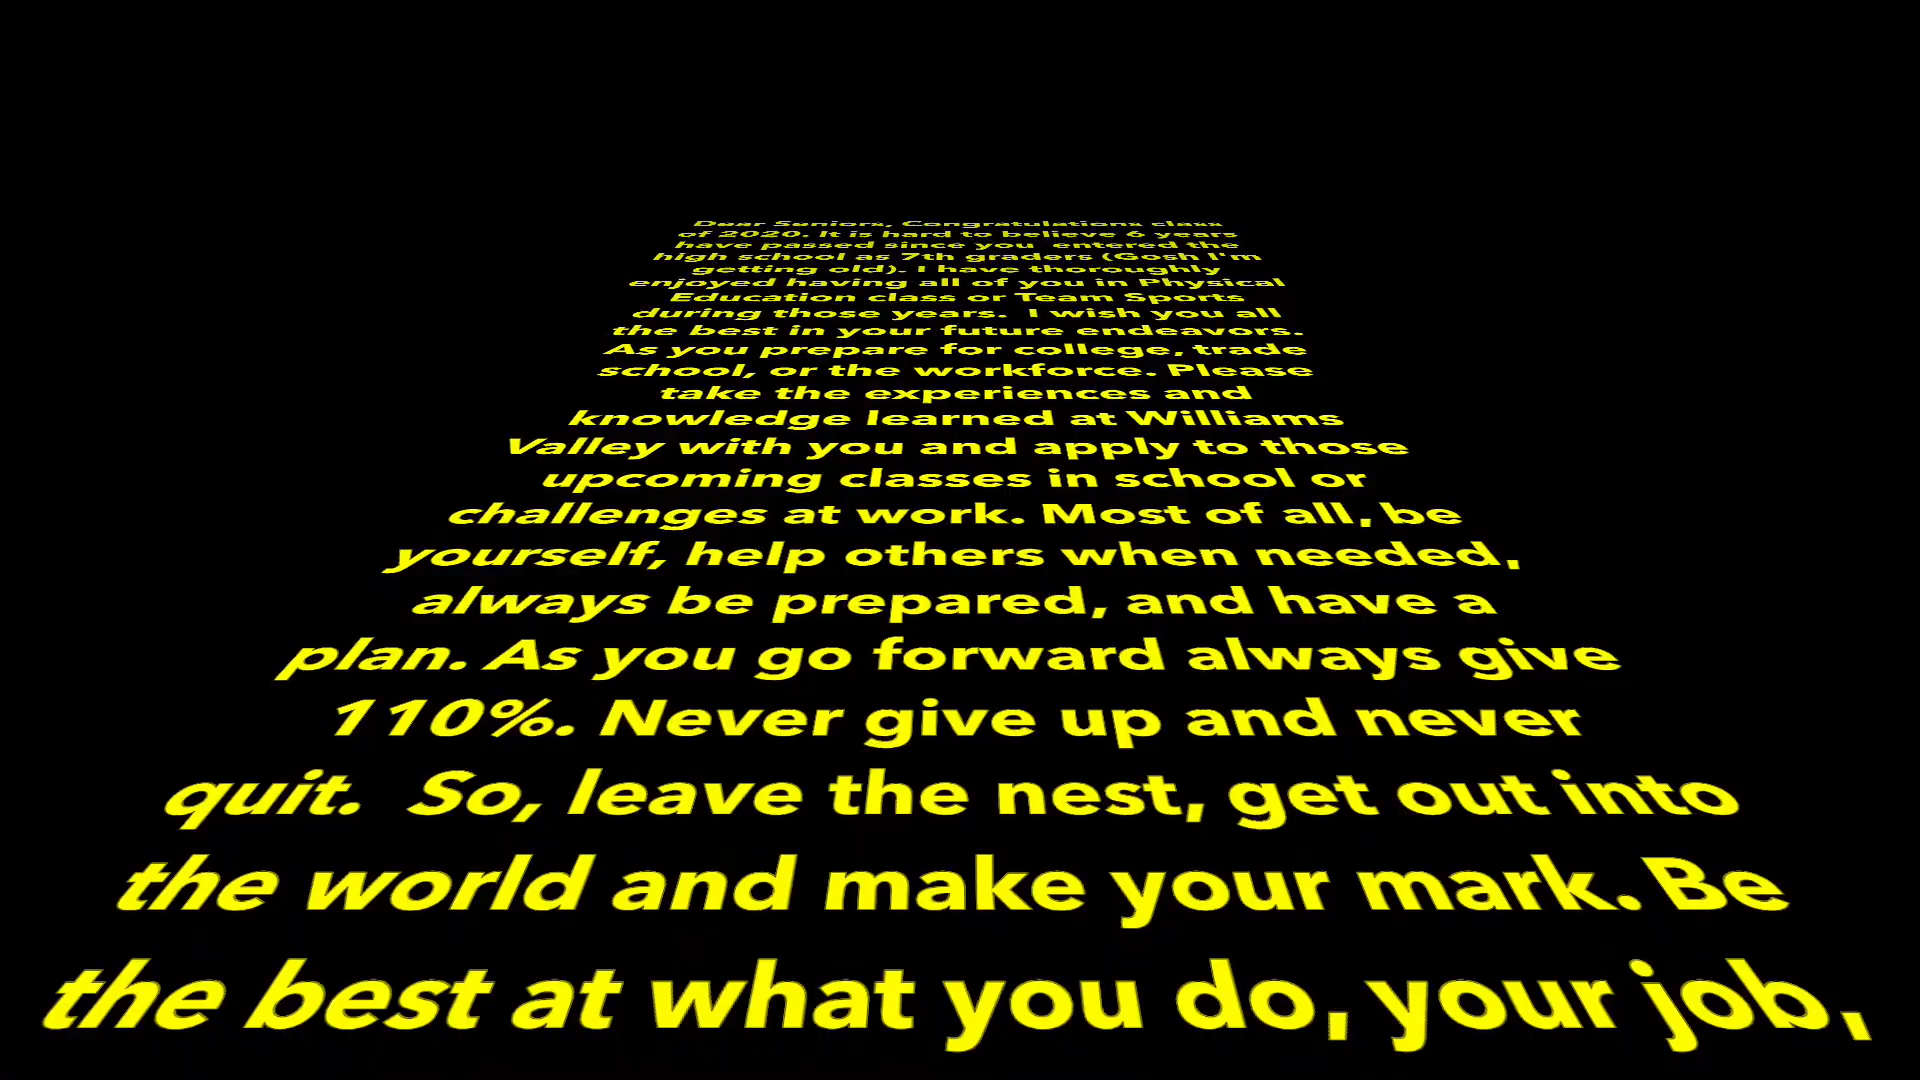 Dear Seniors, Congratulations class
of 2020. It is hard to believe 6 years
have passed since you  entered the
high school as 7th graders (Gosh I'm
getting old). I have thoroughly
enjoyed having all of you in Physical
Education class or Team Sports
during those years.  I wish you all
the best in your future endeavors.
As you prepare for college, trade
school, or the workforce. Please
take the experiences and
knowledge learned at Williams
Valley with you and apply to those
upcoming classes in school or
challenges at work. Most of all, be
yourself, help others when needed,
always be prepared, and have a
plan. As you go forward always give
110%. Never give up and never
quit.  So, leave the nest, get out into
the world and make your mark. Be
the best at what you do, your job,